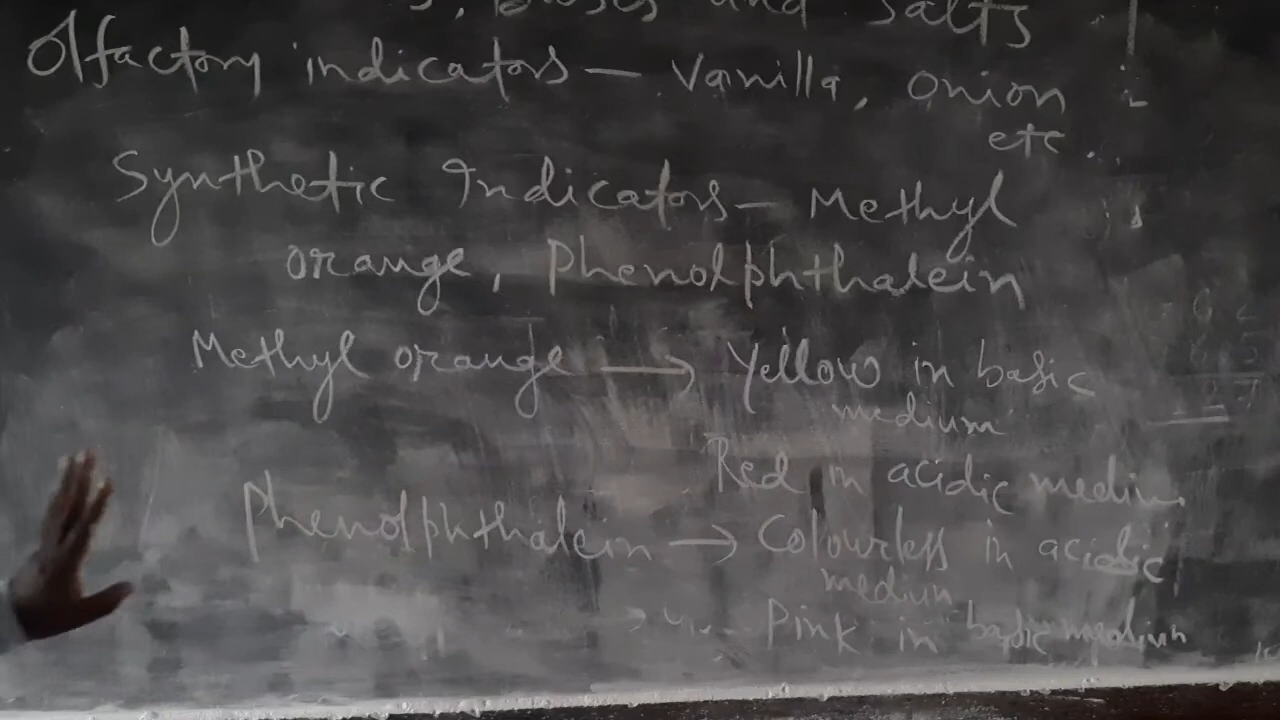 s, Bases and Salts
Olfactory indicators — Vanilla, onion
etc.
Synthetic Indicators — Methyl
orange, Phenolphthalein
Methyl orange → Yellow in basic
medium
Red in acidic medium
Phenolphthalein → Colourless in acidic
medium
Pink in basic medium